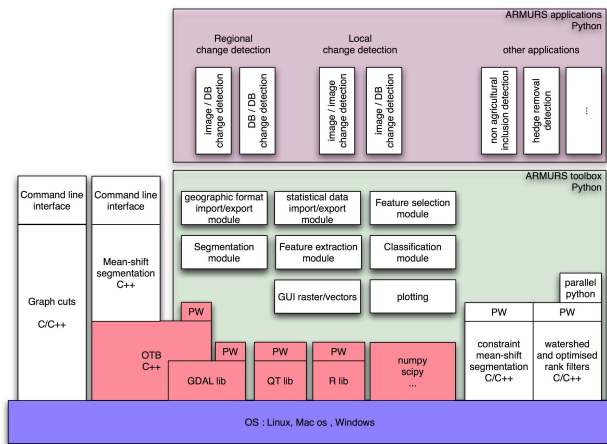 ARMURS applications
Python
Regional
change detection
Local
change detection
other applications
image / DB
change detection
DB / DB
change detection
image / image
change detection
image / DB
change detection
non agricultural
inclusion detection
hedge removal
detection
...
ARMURS toolbox
Python
Command line
interface
Command line
interface
geographic format
import/export
module
statistical data
import/export
module
Feature selection
module
Segmentation
module
Feature extraction
module
Classification
module
Mean-shift
segmentation
C++
GUI raster/vectors
plotting
parallel
python
Graph cuts
C/C++
PW
PW
PW
OTB
C++
PW
PW
PW
GDAL lib
QT lib
R lib
numpy
scipy
...
constraint
mean-shift
segmentation
C/C++
watershed
and optimised
rank filters
C/C++
OS : Linux, Mac os , Windows